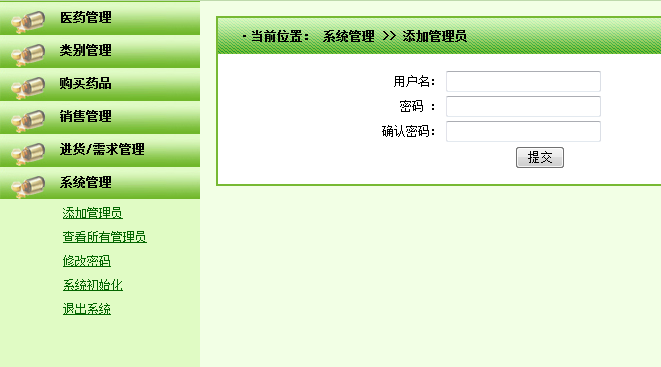 医药管理
类别管理
购买药品
销售管理
进货/需求管理
系统管理
添加管理员
查看所有管理员
修改密码
系统初始化
退出系统
· 当前位置： 系统管理 >> 添加管理员
用户名：
密码 ：
确认密码：
提交